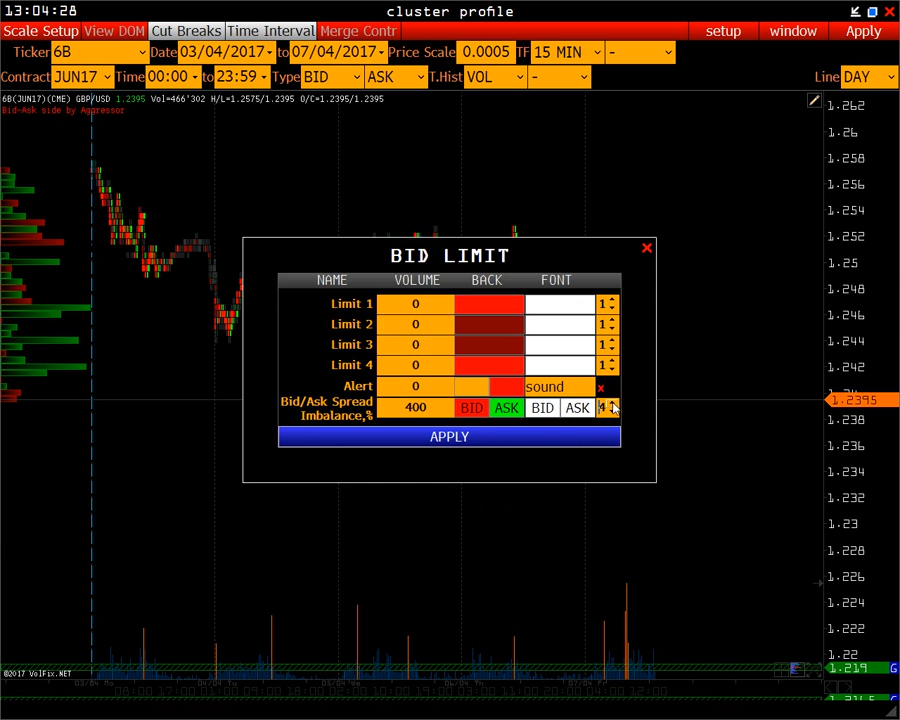 13:04:28
cluster profile
Scale Setup View DOM Cut Breaks Time Interval Merge Contr setup window Apply
Ticker 6B Date 03/04/2017 to 07/04/2017 Price Scale 0.0005 TF 15 MIN -
Contract JUN17 Time 00:00 to 23:59 Type BID ASK T.Hist VOL - Line DAY
6B(JUN17)(CME) GBP/USD 1.2395 Vol=466'302 H/L=1.2575/1.2395 O/C=1.2395/1.2395
Bid-Ask side by Aggressor
1.262
1.26
1.258
1.256
1.254
1.252
1.25
1.248
1.246
1.244
1.242
1.2395
1.238
1.236
1.234
1.232
1.23
1.228
1.226
1.224
1.222
1.22
1.219 G
G
BID LIMIT
NAME VOLUME BACK FONT
Limit 1 0 1
Limit 2 0 1
Limit 3 0 1
Limit 4 0 1
Alert 0 sound x
Bid/Ask Spread
Imbalance,% 400 BID ASK BID ASK 4
APPLY
©2017 VolFix.NET